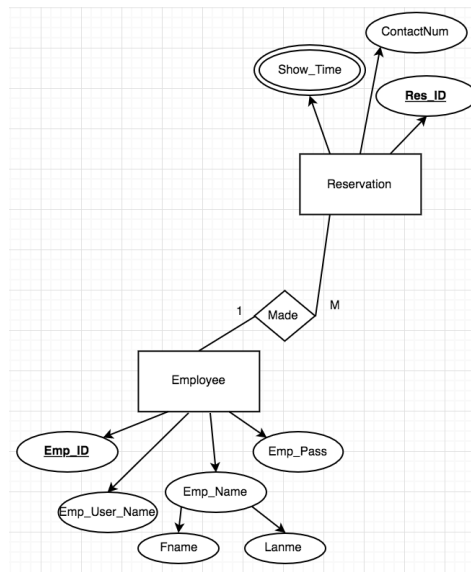 ContactNum
Show_Time
Res_ID
Reservation
1
Made
M
Employee
Emp_ID
Emp_Pass
Emp_User_Name
Emp_Name
Fname
Lanme